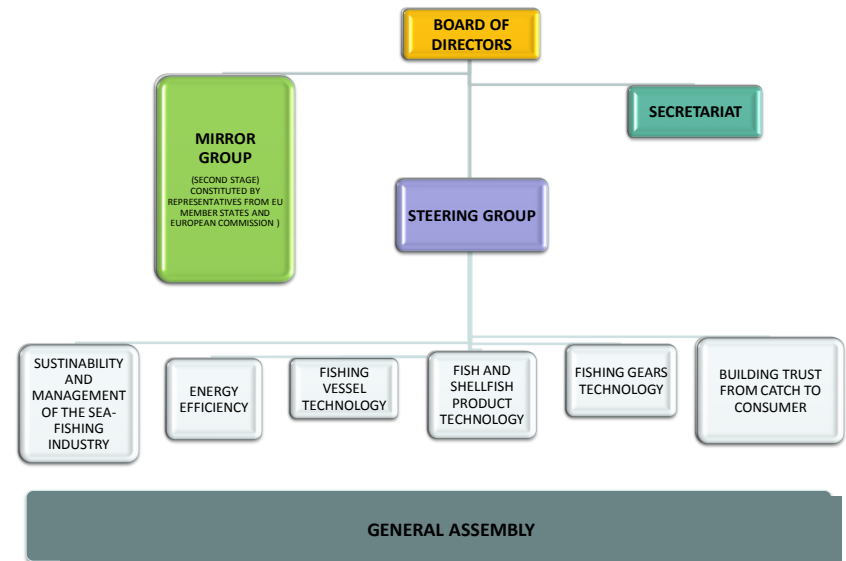 BOARD OF
DIRECTORS
SECRETARIAT
MIRROR
GROUP
(SECOND STAGE)
CONSTITUTED BY
REPRESENTATIVES FROM EU
MEMBER STATES AND
EUROPEAN COMMISSION )
STEERING GROUP
SUSTINABILITY
AND
MANAGEMENT
OF THE SEA-
FISHING
INDUSTRY
ENERGY
EFFICIENCY
FISHING
VESSEL
TECHNOLOGY
FISH AND
SHELLFISH
PRODUCT
TECHNOLOGY
FISHING GEARS
TECHNOLOGY
BUILDING TRUST
FROM CATCH TO
CONSUMER
GENERAL ASSEMBLY